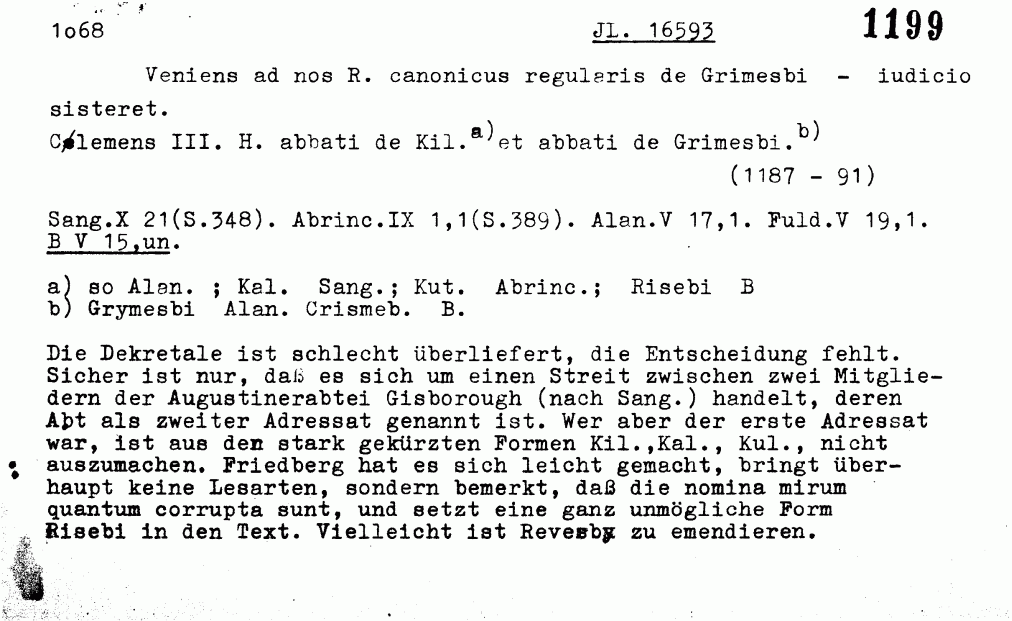 1o68 JL. 16593 1199
Veniens ad nos R. canonicus regularis de Grimesbi – iudicio
sisteret.
Cølemens III. H. abbati de Kil.a) et abbati de Grimesbi.b)
(1187 – 91)
Sang.X 21(S.348). Abrinc.IX 1,1(S.389). Alan.V 17,1. Fuld.V 19,1.
B V 15,un.
a) so Alan. ; Kal. Sang.; Kut. Abrinc.; Risebi B
b) Grymesbi Alan. Crismeb. B.
Die Dekretale ist schlecht überliefert, die Entscheidung fehlt.
Sicher ist nur, daß es sich um einen Streit zwischen zwei Mitglie-
dern der Augustinerabtei Gisborough (nach Sang.) handelt, deren
Abt als zweiter Adressat genannt ist. Wer aber der erste Adressat
war, ist aus den stark gekürzten Formen Kil.,Kal., Kul., nicht
auszumachen. Friedberg hat es sich leicht gemacht, bringt über-
haupt keine Lesarten, sondern bemerkt, daß die nomina mirum
quantum corrupta sunt, und setzt eine ganz unmögliche Form
Risebi in den Text. Vielleicht ist Revesby zu emendieren.